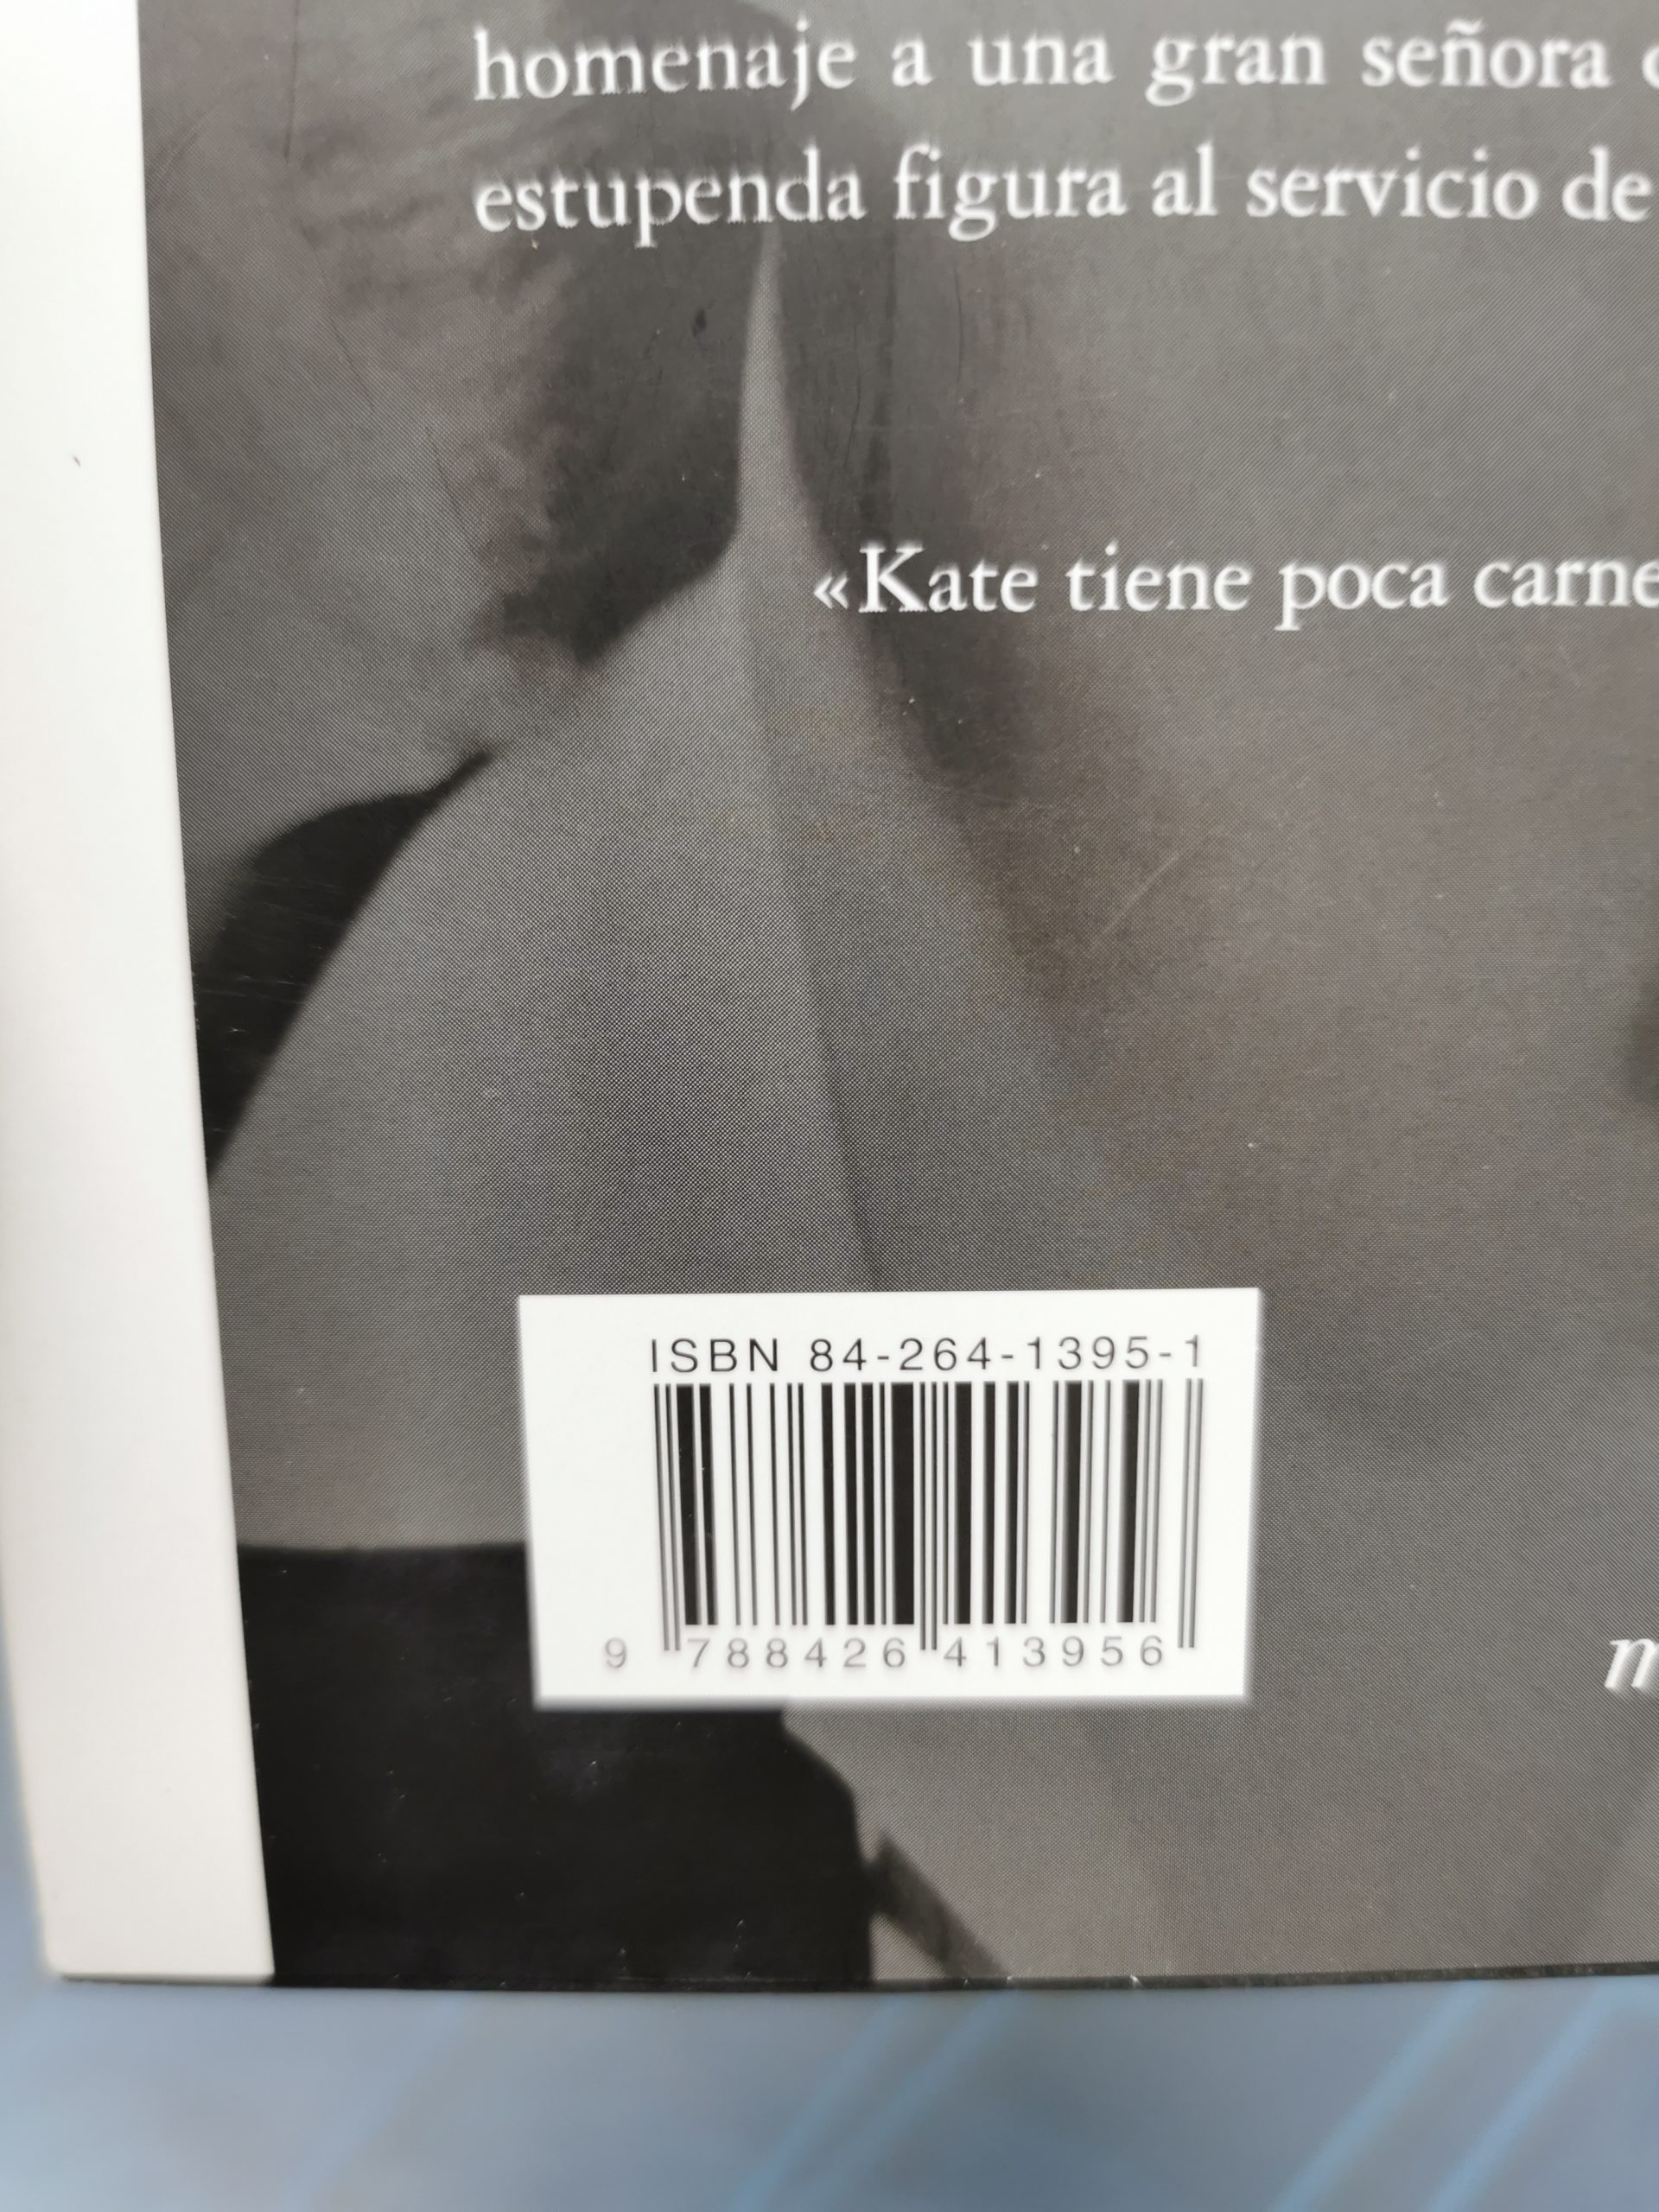 homenaje a una gran señora
estupenda figura al servicio de
«Kate tiene poca carne
ISBN 84-264-1395-1
9 788426 413956